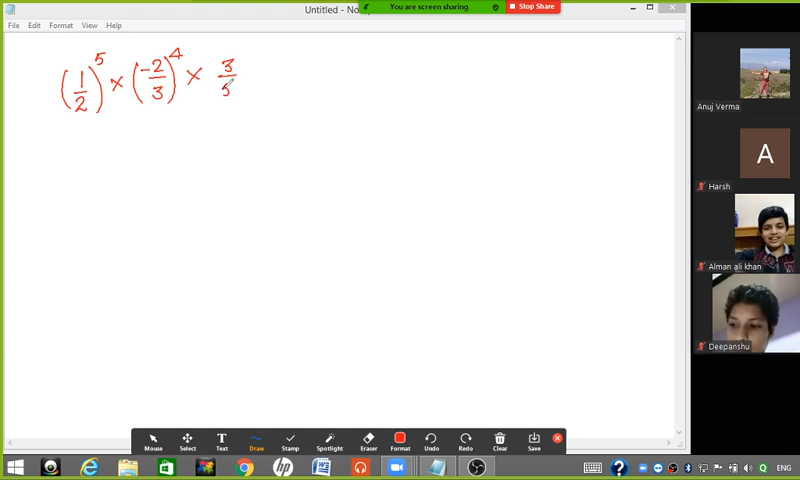 Untitled - No
You are screen sharing
Stop Share
File Edit Format View Help
(1/2)^5 × (-2/3)^4 × 3/5
Anuj Verma
A
Harsh
Alman ali khan
Deepanshu
Mouse Select Text Draw Stamp Spotlight Eraser Format Undo Redo Clear Save
ENG